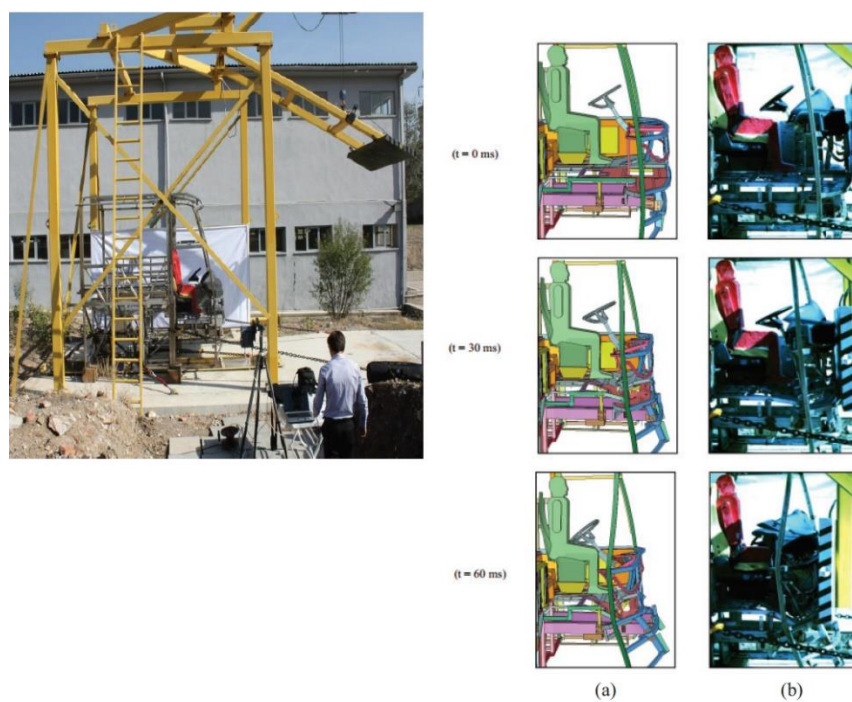 (t = 0 ms)
(t = 30 ms)
(t = 60 ms)
(a)
(b)